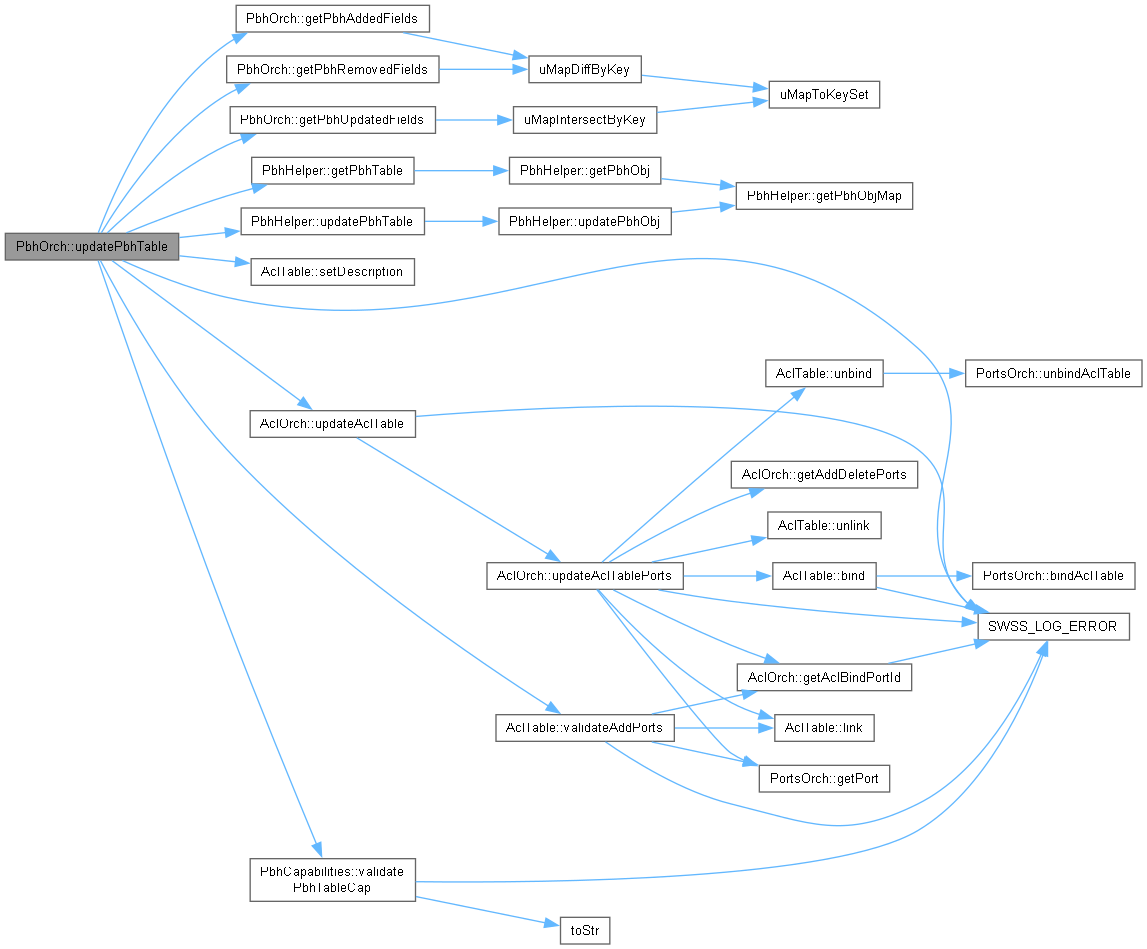 PbhOrch::getPbhAddedFields
PbhOrch::getPbhRemovedFields
uMapDiffByKey
uMapToKeySet
PbhOrch::getPbhUpdatedFields
uMapIntersectByKey
PbhHelper::getPbhTable
PbhHelper::getPbhObj
PbhHelper::getPbhObjMap
PbhHelper::updatePbhTable
PbhHelper::updatePbhObj
PbhOrch::updatePbhTable
AclTable::setDescription
AclTable::unbind
PortsOrch::unbindAclTable
AclOrch::updateAclTable
AclOrch::getAddDeletePorts
AclTable::unlink
AclOrch::updateAclTablePorts
AclTable::bind
PortsOrch::bindAclTable
SWSS_LOG_ERROR
AclOrch::getAclBindPortId
AclTable::validateAddPorts
AclTable::link
PortsOrch::getPort
PbhCapabilities::validate
PbhTableCap
toStr